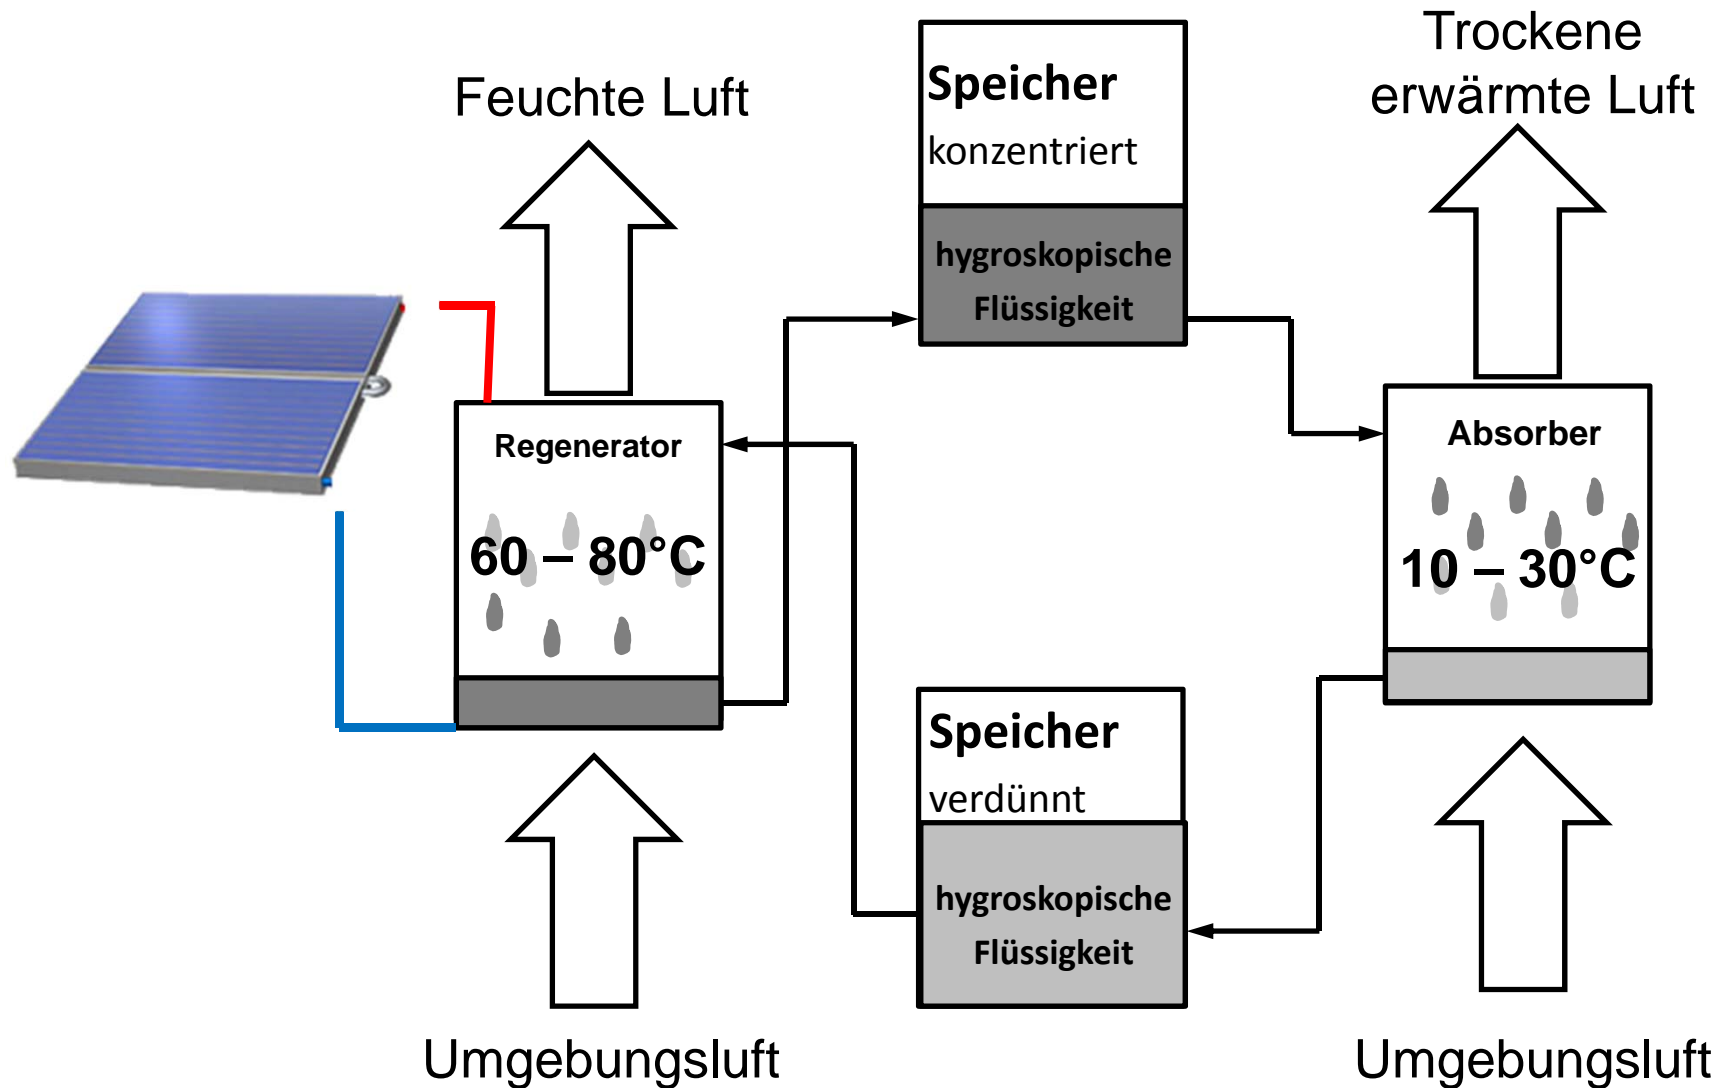 Feuchte Luft
Speicher
konzentriert
hygroskopische
Flüssigkeit
Trockene
erwärmte Luft
Regenerator
60 – 80°C
Absorber
10 – 30°C
Speicher
verdünnt
hygroskopische
Flüssigkeit
Umgebungsluft
Umgebungsluft